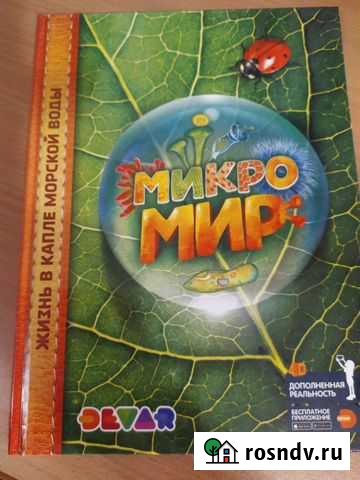 ЖИЗНЬ В КАПЛЕ МОРСКОЙ ВОДЫ
МИКРО
МИР
DEVAR
ДОПОЛНЕННАЯ
РЕАЛЬНОСТЬ
БЕСПЛАТНОЕ
ПРИЛОЖЕНИЕ
rosndv.ru